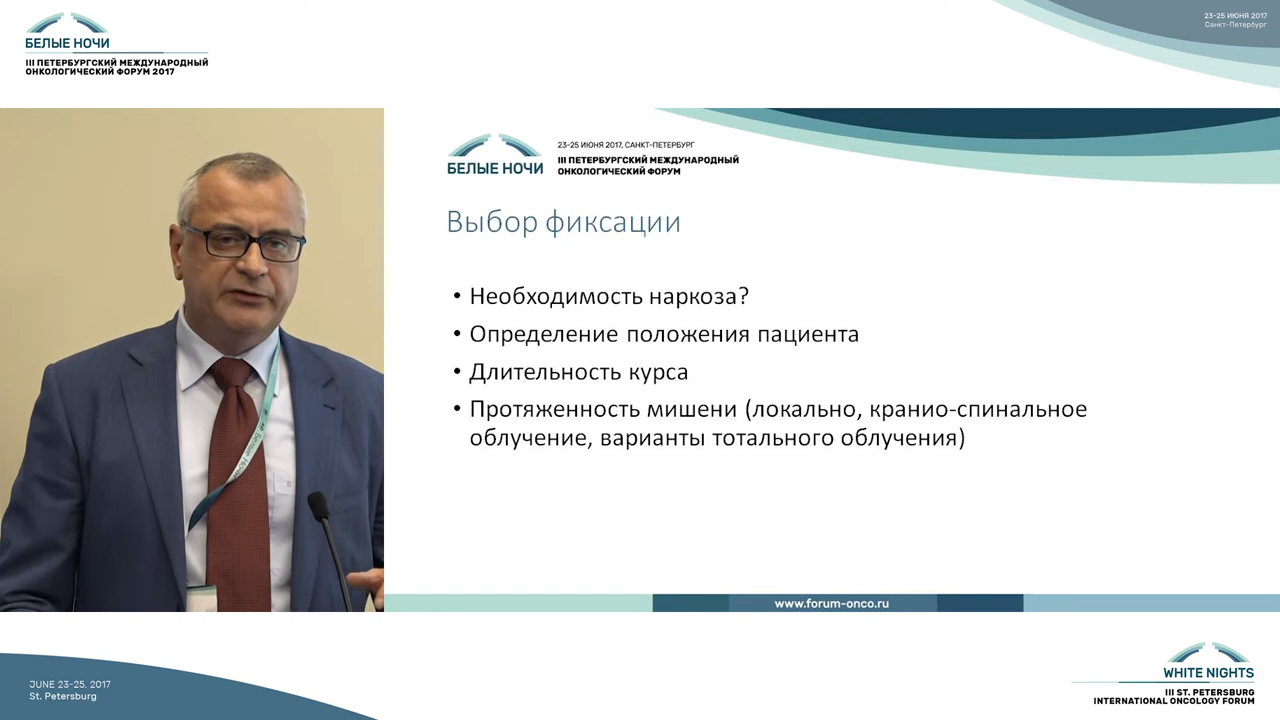 БЕЛЫЕ НОЧИ
III ПЕТЕРБУРГСКИЙ МЕЖДУНАРОДНЫЙ
ОНКОЛОГИЧЕСКИЙ ФОРУМ 2017
23-25 ИЮНЯ 2017
Санкт-Петербург
БЕЛЫЕ НОЧИ
23-25 ИЮНЯ 2017, САНКТ-ПЕТЕРБУРГ
III ПЕТЕРБУРГСКИЙ МЕЖДУНАРОДНЫЙ
ОНКОЛОГИЧЕСКИЙ ФОРУМ
Выбор фиксации
• Необходимость наркоза?
• Определение положения пациента
• Длительность курса
• Протяженность мишени (локально, кранио-спинальное
облучение, варианты тотального облучения)
Белые Ночи
www.forum-onco.ru
JUNE 23-25, 2017
St. Petersburg
WHITE NIGHTS
III ST. PETERSBURG
INTERNATIONAL ONCOLOGY FORUM